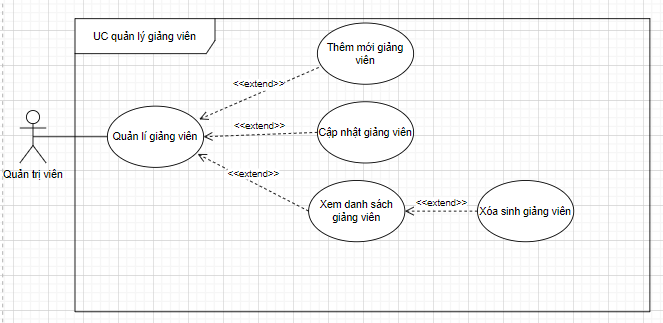 UC quản lý giảng viên
Thêm mới giảng
viên
<<extend>>
<<extend>>
Quản lí giảng viên
Cập nhật giảng viên
<<extend>>
Quản trị viên
Xem danh sách
giảng viên
<<extend>>
Xóa sinh giảng viên